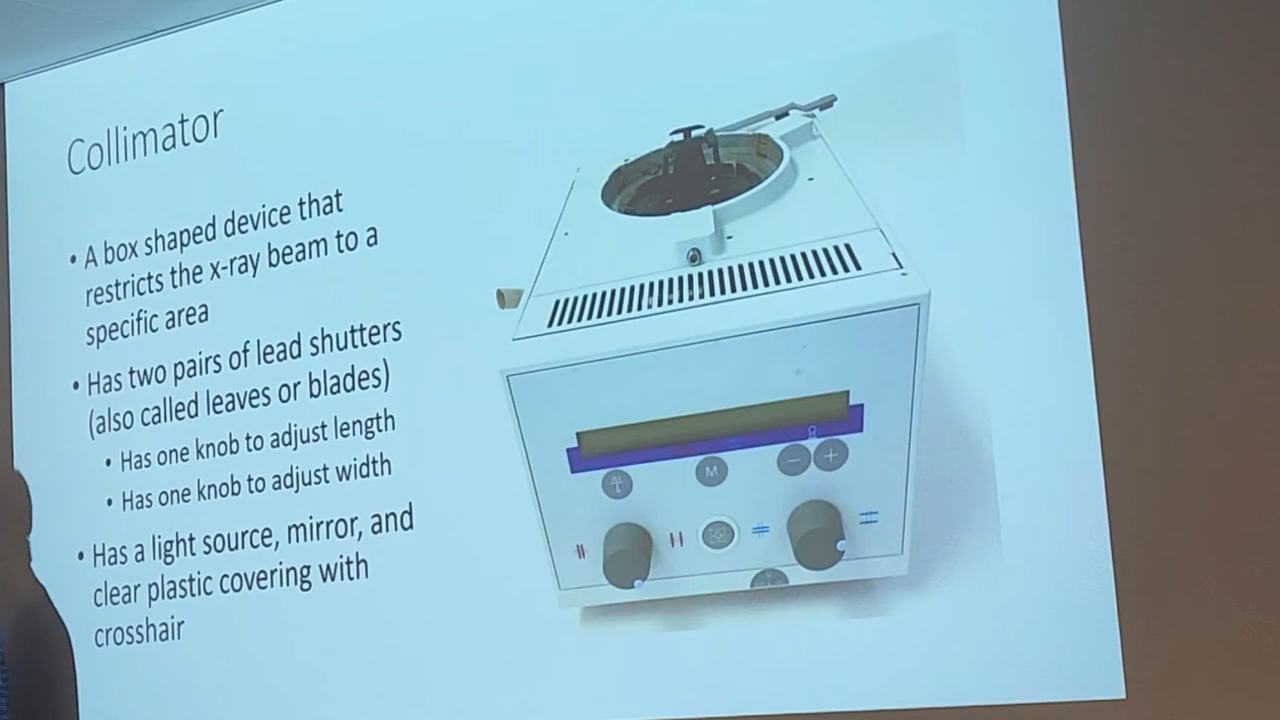 Collimator
• A box shaped device that
restricts the x-ray beam to a
specific area
• Has two pairs of lead shutters
(also called leaves or blades)
• Has one knob to adjust length
• Has one knob to adjust width
• Has a light source, mirror, and
clear plastic covering with
crosshair
M
− +